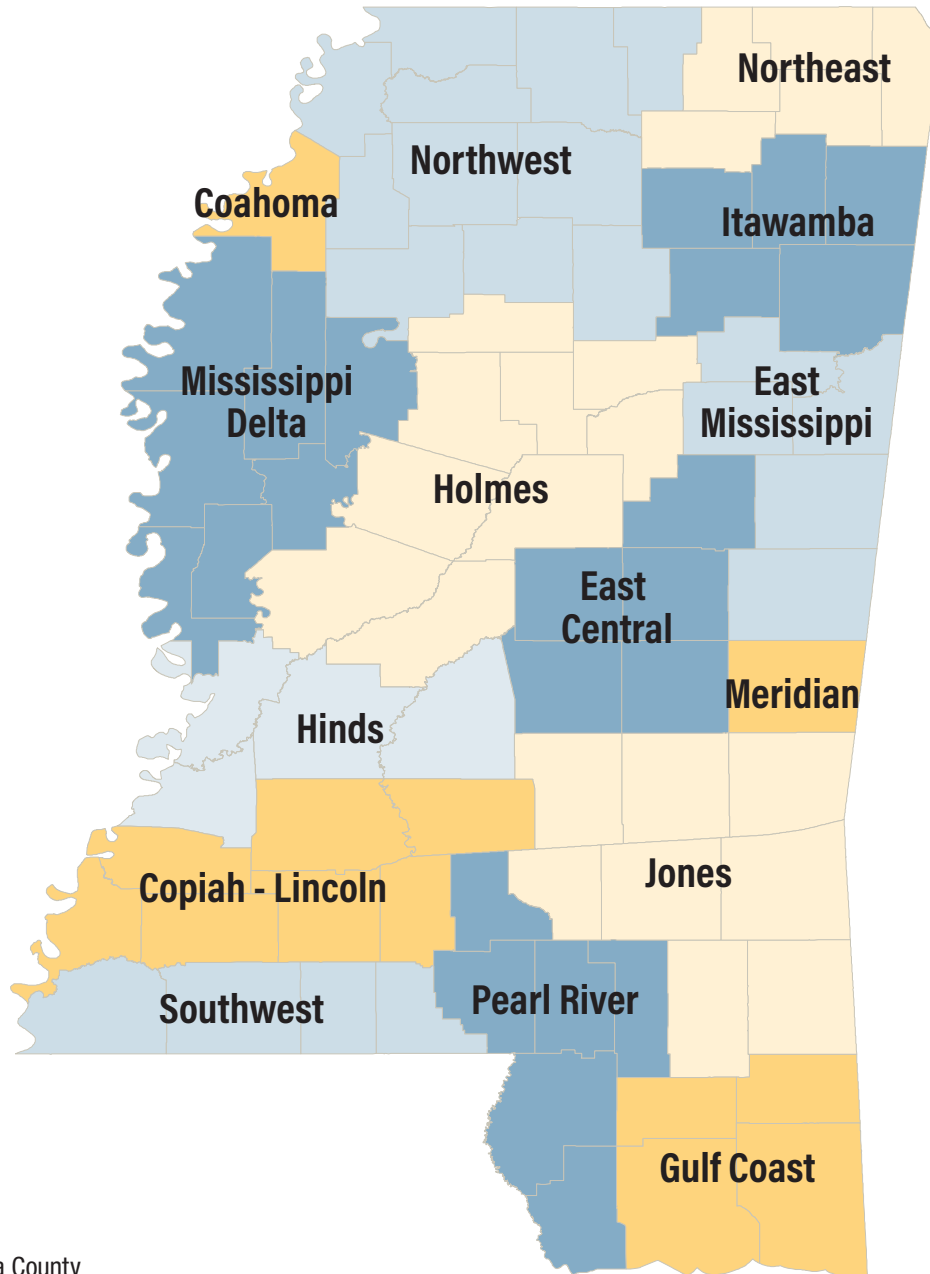 Northeast
Northwest
Coahoma
Itawamba
Mississippi
Delta
East
Mississippi
Holmes
East
Central
Meridian
Hinds
Jones
Copiah - Lincoln
Pearl River
Southwest
Gulf Coast
a County